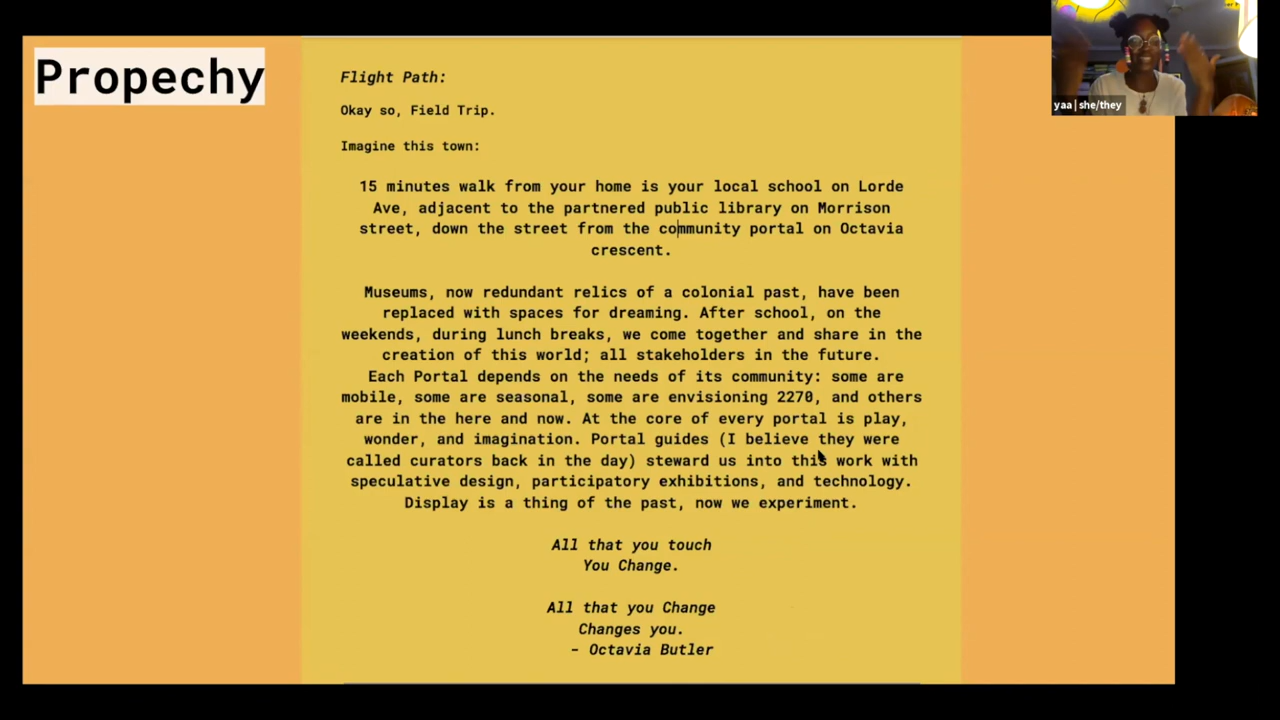 Propechy
Flight Path:
Okay so, Field Trip.
Imagine this town:
15 minutes walk from your home is your local school on Lorde
Ave, adjacent to the partnered public library on Morrison
street, down the street from the community portal on Octavia
crescent.
Museums, now redundant relics of a colonial past, have been
replaced with spaces for dreaming. After school, on the
weekends, during lunch breaks, we come together and share in the
creation of this world; all stakeholders in the future.
Each Portal depends on the needs of its community: some are
mobile, some are seasonal, some are envisioning 2270, and others
are in the here and now. At the core of every portal is play,
wonder, and imagination. Portal guides (I believe they were
called curators back in the day) steward us into this work with
speculative design, participatory exhibitions, and technology.
Display is a thing of the past, now we experiment.
All that you touch
You Change.
All that you Change
Changes you.
- Octavia Butler
yaa | she/they